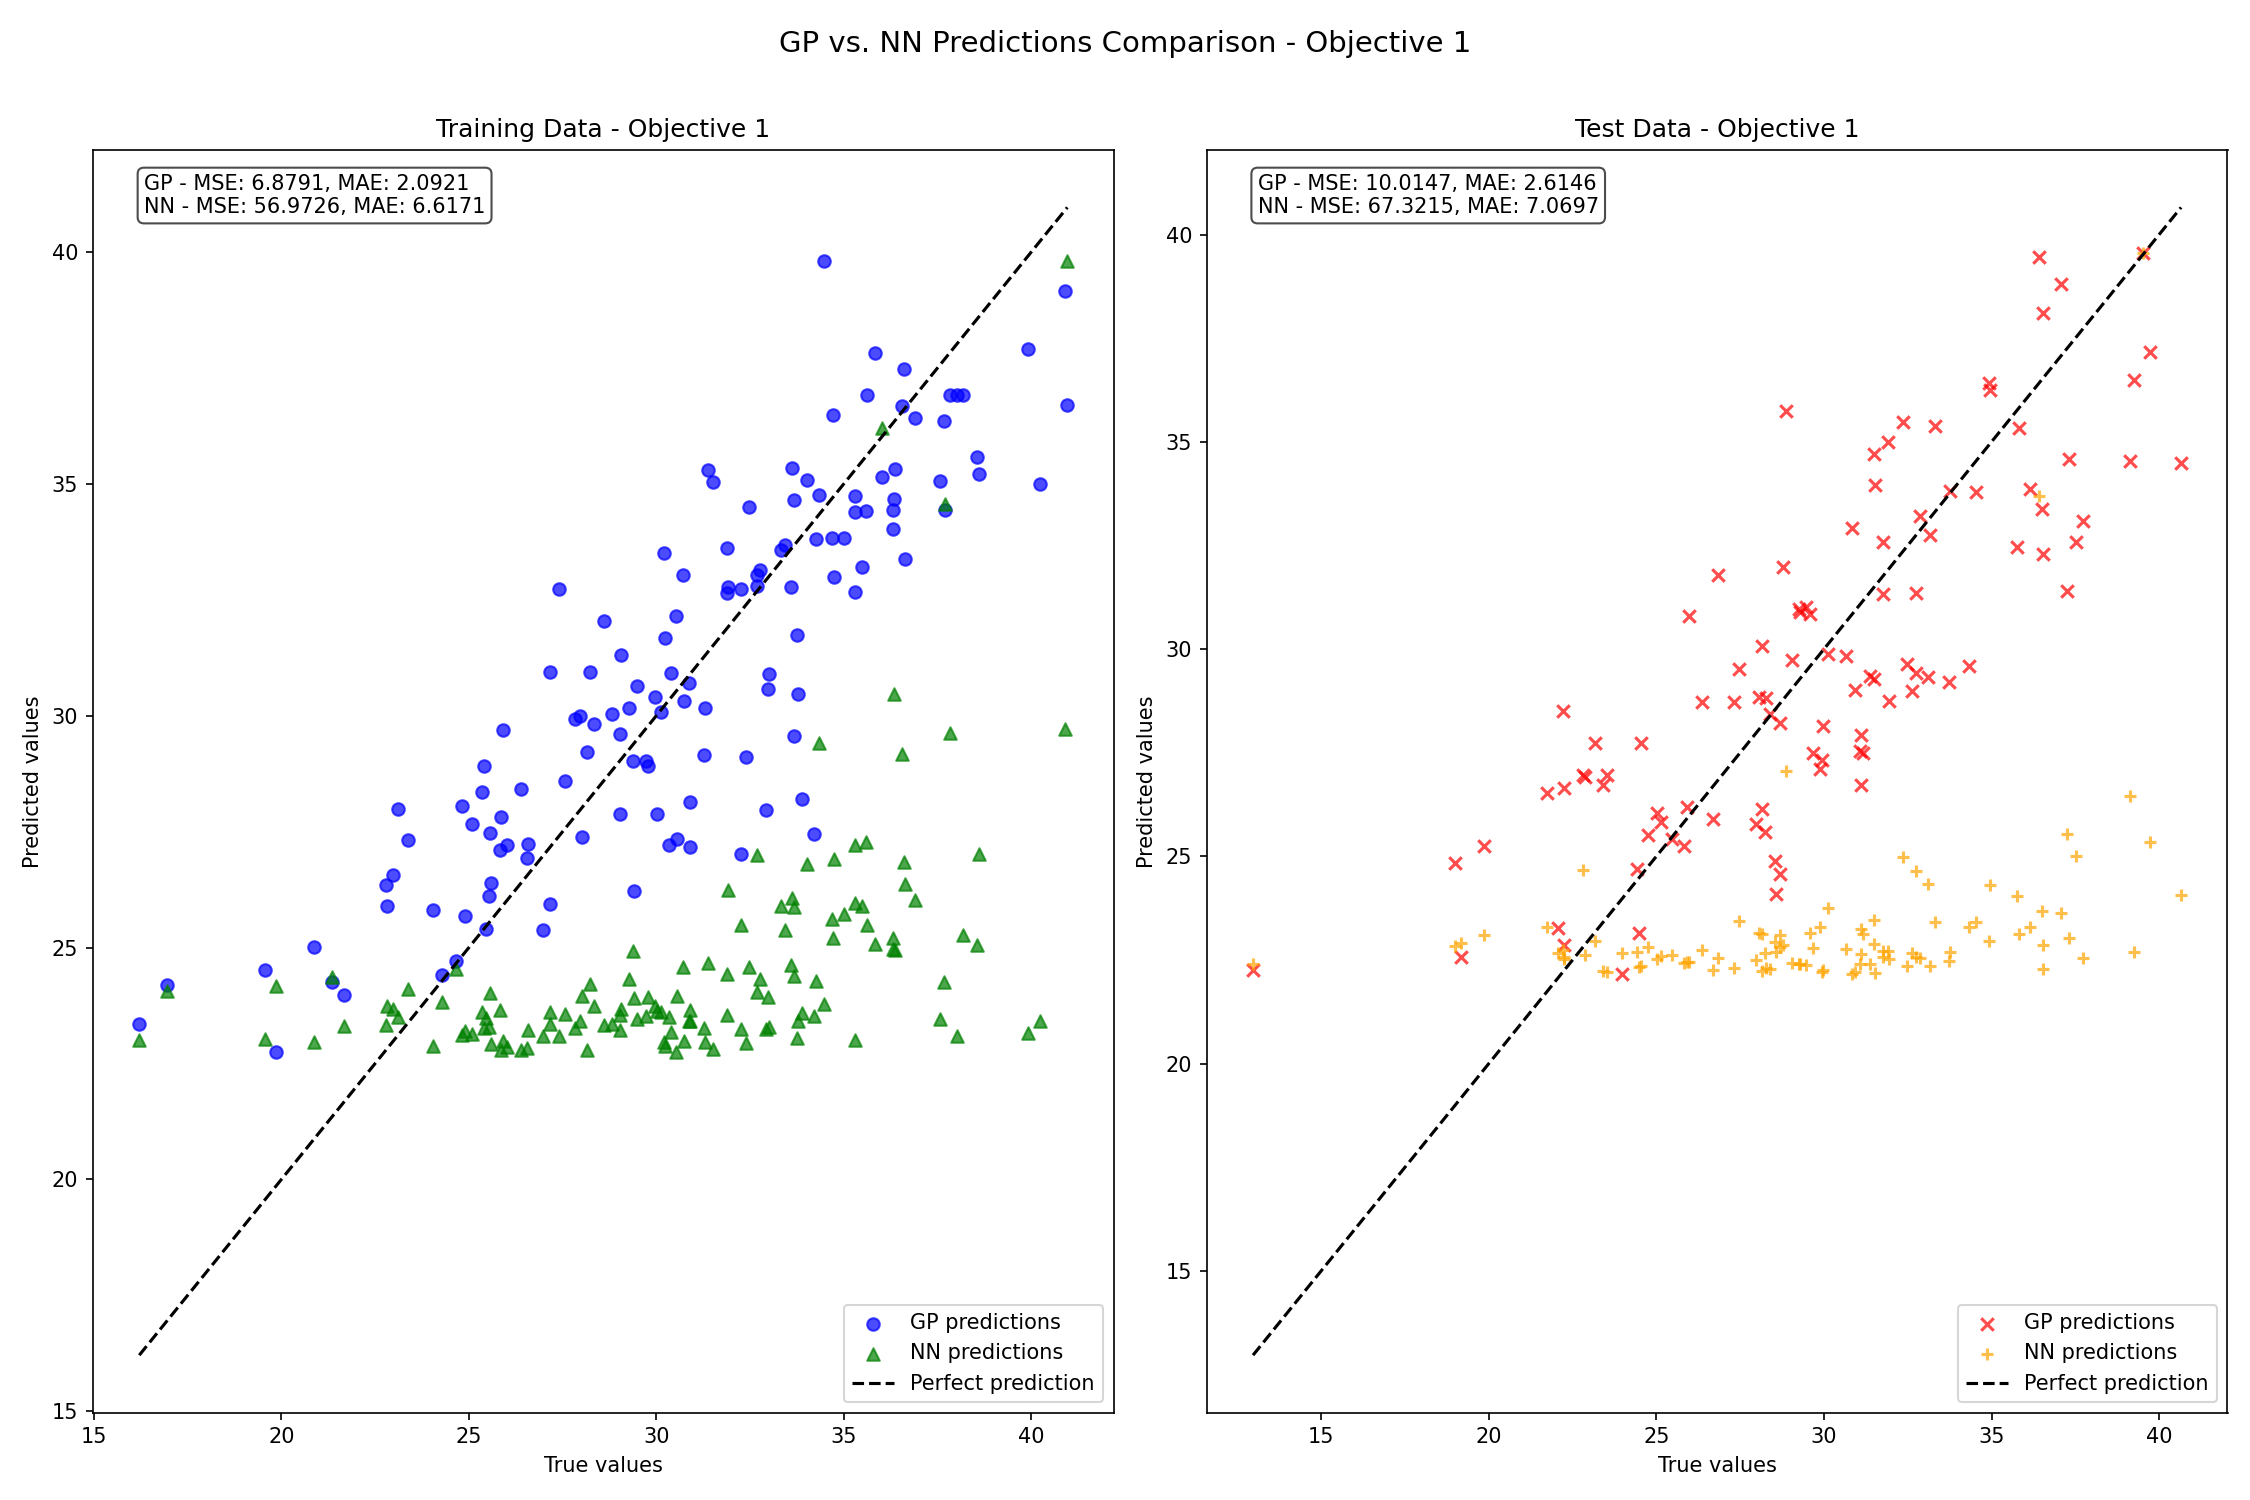 GP vs. NN Predictions Comparison - Objective 1
Training Data - Objective 1
GP - MSE: 6.8791, MAE: 2.0921
NN - MSE: 56.9726, MAE: 6.6171
40
35
30
25
20
15
Predicted values
15 20 25 30 35 40
True values
GP predictions
NN predictions
Perfect prediction
Test Data - Objective 1
GP - MSE: 10.0147, MAE: 2.6146
NN - MSE: 67.3215, MAE: 7.0697
40
35
30
25
20
15
Predicted values
15 20 25 30 35 40
True values
GP predictions
NN predictions
Perfect prediction